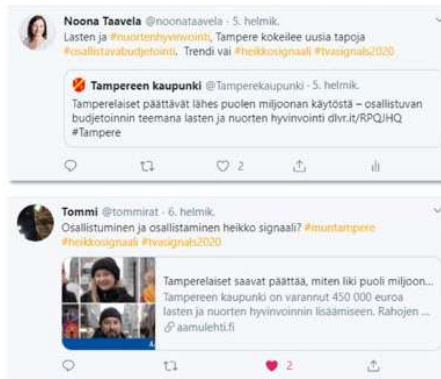 Noona Taavela @noonataavela · 5. helmik.
Lasten ja #nuortenhyvinvointi, Tampere kokeilee uusia tapoja
#osallistavabudjetointi. Trendi vai #heikkosignaali #tvasignals2020
Tampereen kaupunki @Tamperekaupunki · 5. helmik.
Tamperelaiset päättävät lähes puolen miljoonan käytöstä – osallistuvan
budjetoinnin teemana lasten ja nuorten hyvinvointi dlvr.it/RPQJHQ
#Tampere
2
Tommi @tommirat · 6. helmik.
Osallistuminen ja osallistaminen heikko signaali? #muntampere
#heikkosignaali #tvasignals2020
Tamperelaiset saavat päättää, miten liki puoli miljoon...
Tampereen kaupunki on varannut 450 000 euroa
lasten ja nuorten hyvinvoinnin lisäämiseen. Rahojen ...
aamulehti.fi
2